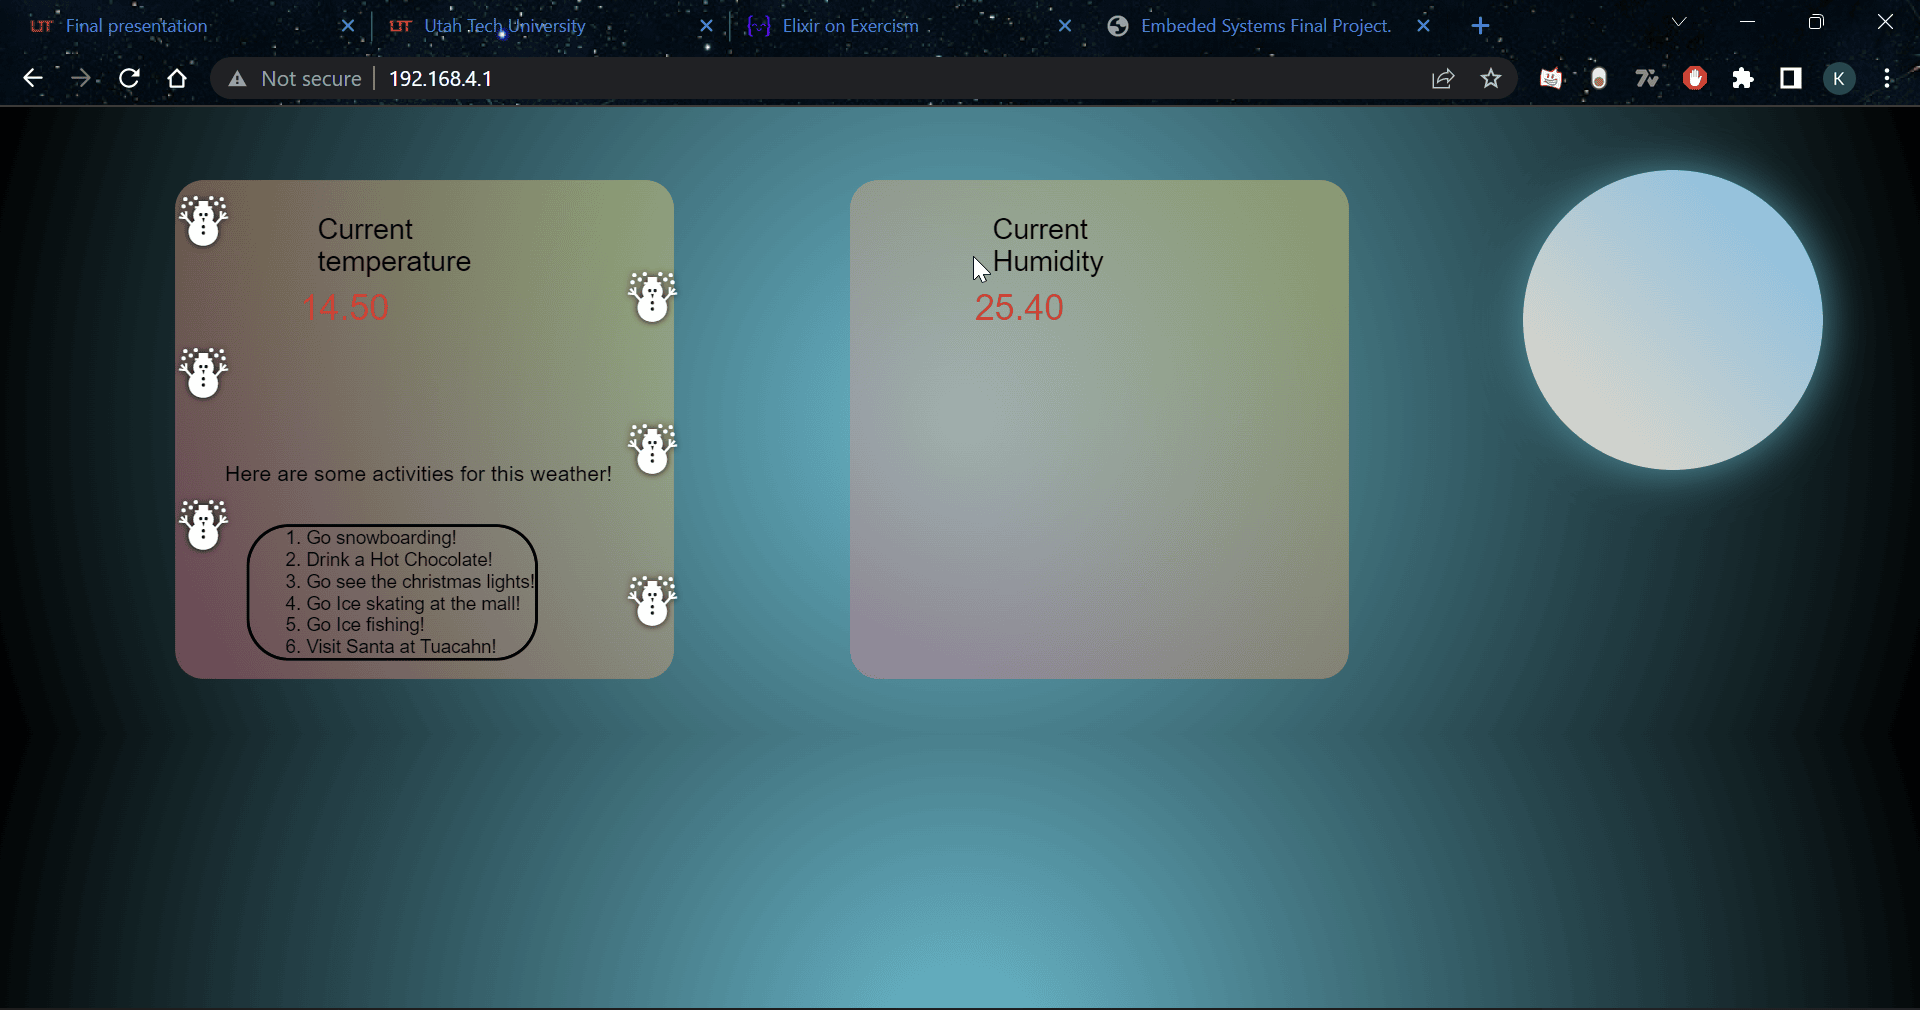 Final presentation
Utah Tech University
Elixir on Exercism
Embeded Systems Final Project.
Not secure
192.168.4.1
K
Current
temperature
14.50
Here are some activities for this weather!
1. Go snowboarding!
2. Drink a Hot Chocolate!
3. Go see the christmas lights!
4. Go Ice skating at the mall!
5. Go Ice fishing!
6. Visit Santa at Tuacahn!
Current
Humidity
25.40